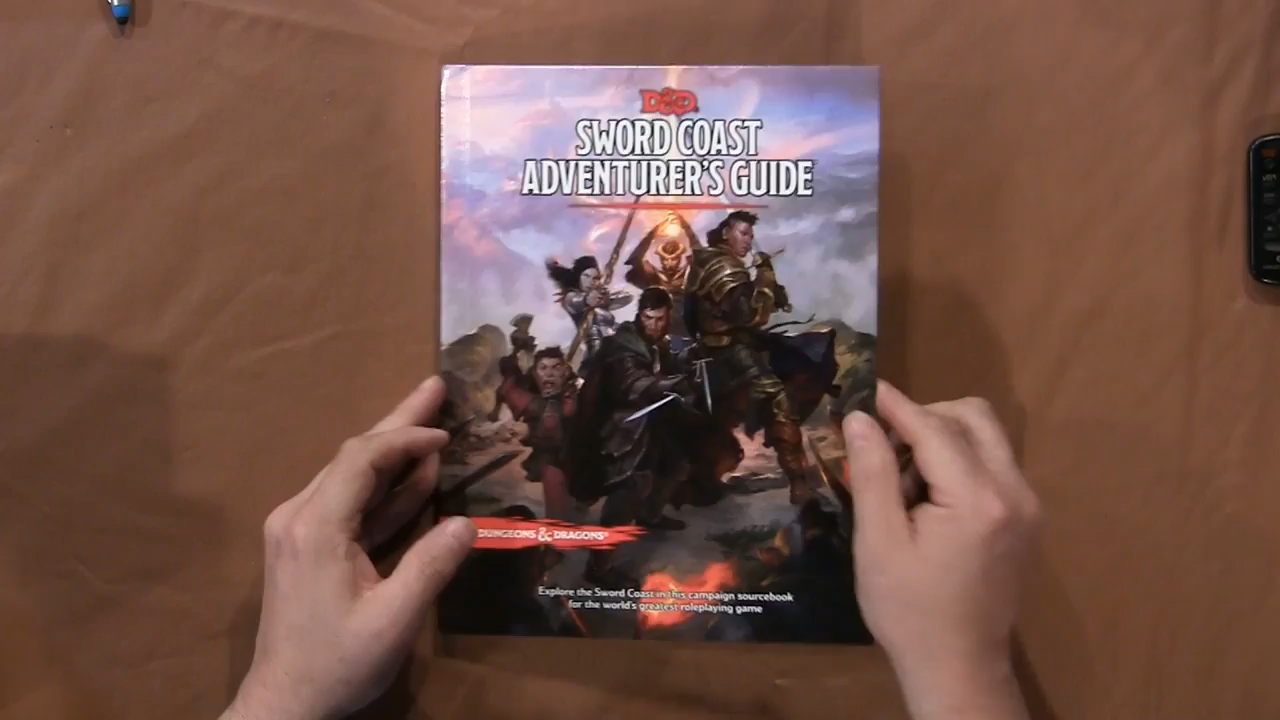 D&D
SWORD COAST
ADVENTURER'S GUIDE
DUNGEONS & DRAGONS®
Explore the Sword Coast in this campaign sourcebook
for the world's greatest roleplaying game